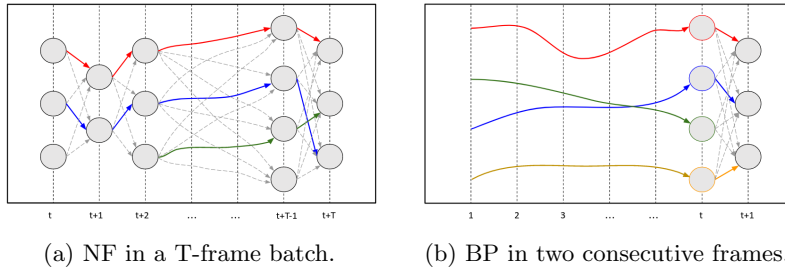 t t+1 t+2 ... ... t+T-1 t+T
1 2 3 ... ... t t+1
(a) NF in a T-frame batch.
(b) BP in two consecutive frames.